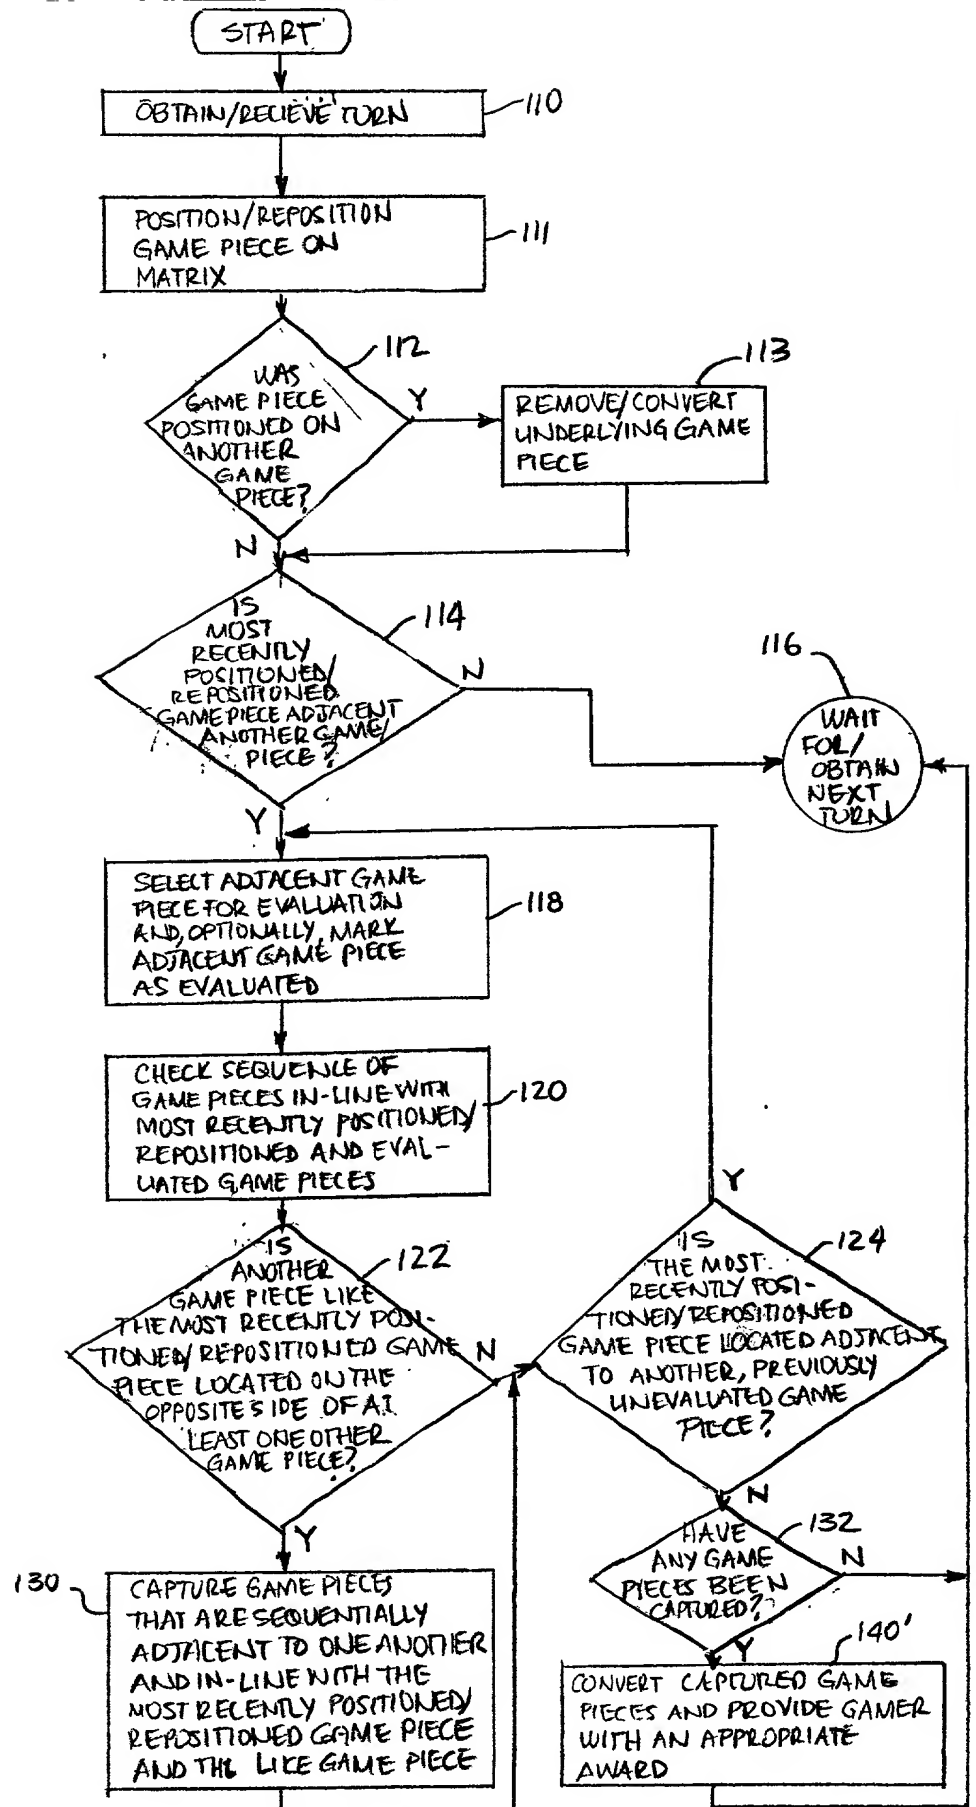 START
OBTAIN/RECIEVE TURN
110
POSITION/REPOSITION
GAME PIECE ON
MATRIX
111
112
WAS
GAME PIECE
POSITIONED ON
ANOTHER
GAME
PIECE?
Y
N
113
REMOVE/CONVERT
UNDERLYING GAME
PIECE
114
IS
MOST
RECENTLY
POSITIONED/
REPOSITIONED
GAME PIECE ADJACENT
ANOTHER GAME/
PIECE?
N
Y
116
WAIT
FOR/
OBTAIN
NEXT
TURN
SELECT ADJACENT GAME
PIECE FOR EVALUATION
AND, OPTIONALLY, MARK
ADJACENT GAME PIECE
AS EVALUATED
118
CHECK SEQUENCE OF
GAME PIECES IN-LINE WITH
MOST RECENTLY POSITIONED/
REPOSITIONED AND EVAL-
UATED GAME PIECES
120
122
IS
ANOTHER
GAME PIECE LIKE
THE MOST RECENTLY POSI-
TIONED/REPOSITIONED GAME
PIECE LOCATED ON THE
OPPOSITE SIDE OF AT
LEAST ONE OTHER
GAME PIECE?
N
Y
124
IS
THE MOST
RECENTLY POSI-
TIONED/REPOSITIONED
GAME PIECE LOCATED ADJACENT
TO ANOTHER, PREVIOUSLY
UNEVALUATED GAME
PIECE?
Y
N
132
HAVE
ANY GAME
PIECES BEEN
CAPTURED?
N
Y
130
CAPTURE GAME PIECES
THAT ARE SEQUENTIALLY
ADJACENT TO ONE ANOTHER
AND IN-LINE WITH THE
MOST RECENTLY POSITIONED/
REPOSITIONED GAME PIECE
AND THE LIKE GAME PIECE
140'
CONVERT CAPTURED GAME
PIECES AND PROVIDE GAMER
WITH AN APPROPRIATE
AWARD